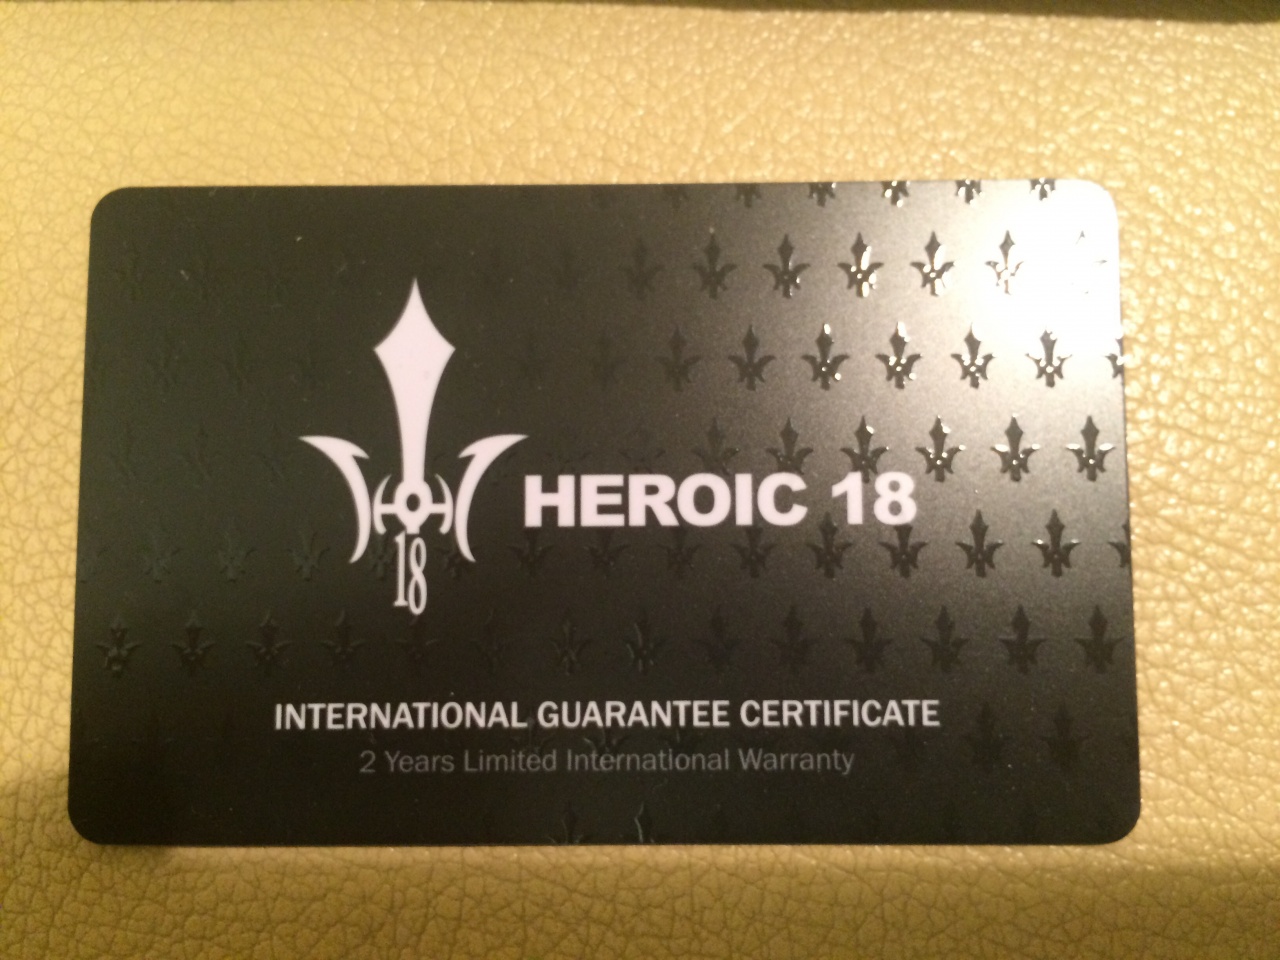 HEROIC 18
18
INTERNATIONAL GUARANTEE CERTIFICATE
2 Years Limited International Warranty